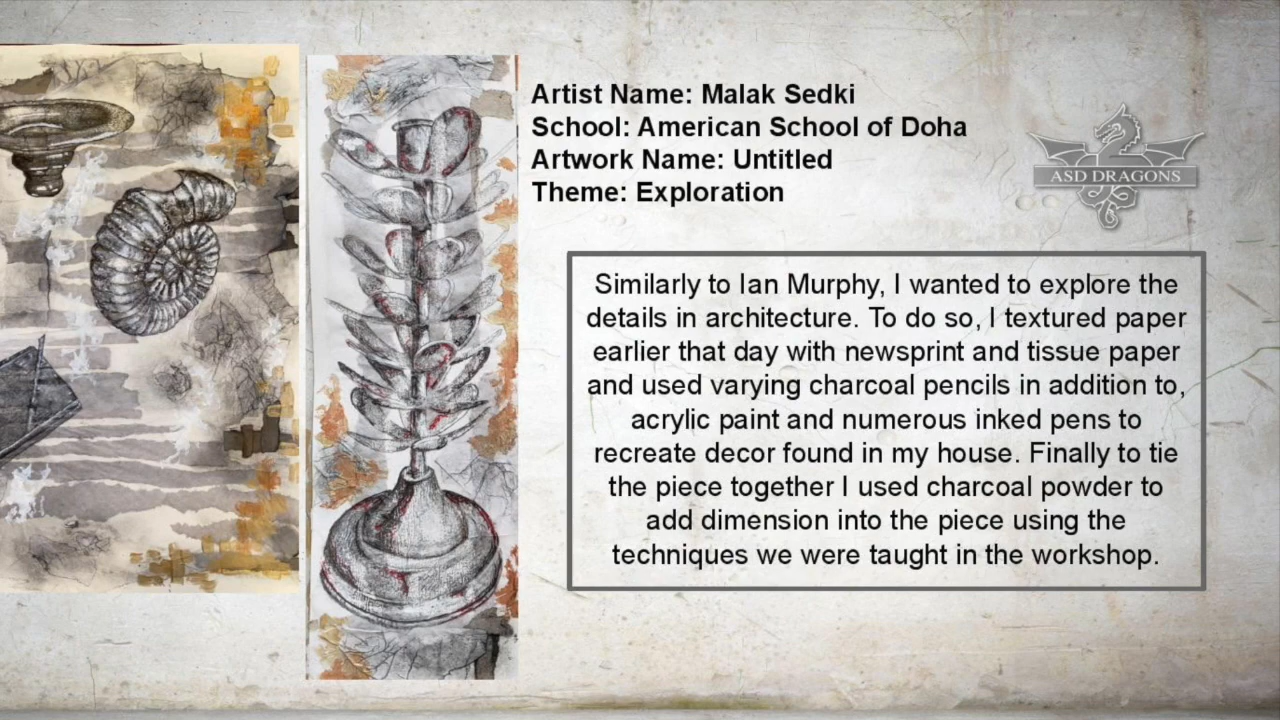 Artist Name: Malak Sedki
School: American School of Doha
Artwork Name: Untitled
Theme: Exploration
ASD DRAGONS
Similarly to Ian Murphy, I wanted to explore the
details in architecture. To do so, I textured paper
earlier that day with newsprint and tissue paper
and used varying charcoal pencils in addition to,
acrylic paint and numerous inked pens to
recreate decor found in my house. Finally to tie
the piece together I used charcoal powder to
add dimension into the piece using the
techniques we were taught in the workshop.